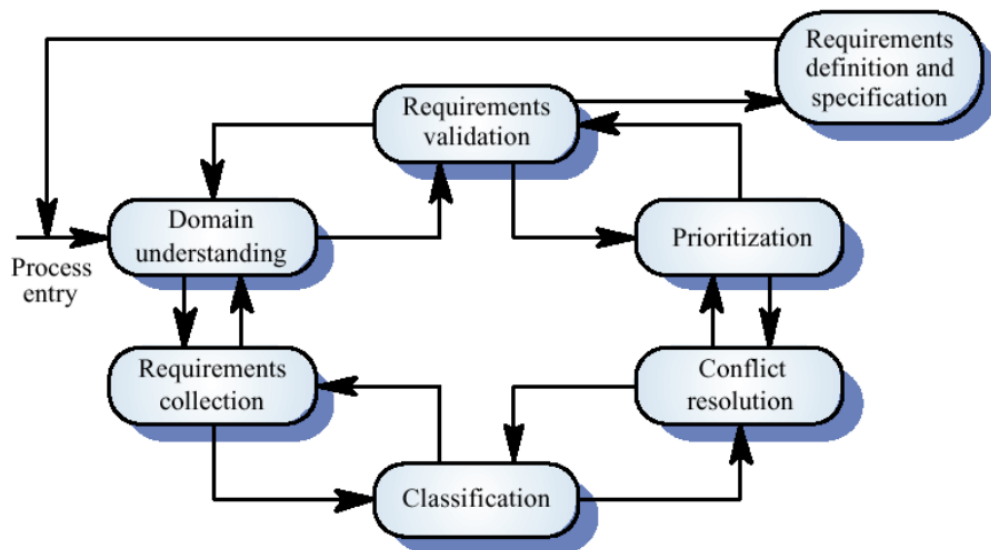 Requirements
definition and
specification
Requirements
validation
Domain
understanding
Prioritization
Process
entry
Requirements
collection
Conflict
resolution
Classification